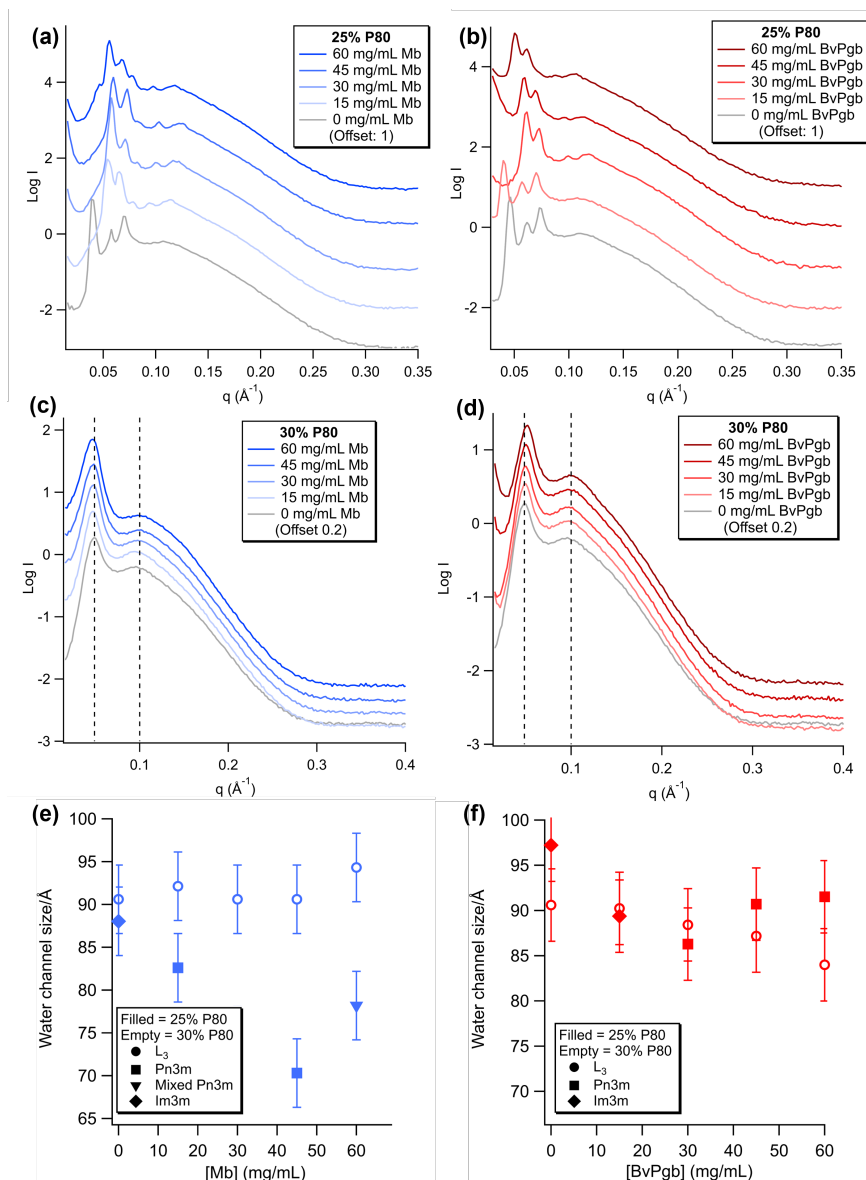 (a)
25% P80
60 mg/mL Mb
45 mg/mL Mb
30 mg/mL Mb
15 mg/mL Mb
0 mg/mL Mb
(Offset: 1)
Log I
4
2
0
-2
0.05 0.10 0.15 0.20 0.25 0.30 0.35
q (Å⁻¹)
(b)
25% P80
60 mg/mL BvPgb
45 mg/mL BvPgb
30 mg/mL BvPgb
15 mg/mL BvPgb
0 mg/mL BvPgb
(Offset: 1)
Log I
4
2
0
-2
0.05 0.10 0.15 0.20 0.25 0.30 0.35
q (Å⁻¹)
(c)
30% P80
60 mg/mL Mb
45 mg/mL Mb
30 mg/mL Mb
15 mg/mL Mb
0 mg/mL Mb
(Offset 0.2)
Log I
2
1
0
-1
-2
-3
0.1 0.2 0.3 0.4
q (Å⁻¹)
(d)
30% P80
60 mg/mL BvPgb
45 mg/mL BvPgb
30 mg/mL BvPgb
15 mg/mL BvPgb
0 mg/mL BvPgb
(Offset 0.2)
Log I
1
0
-1
-2
-3
0.1 0.2 0.3 0.4
q (Å⁻¹)
(e)
Water channel size/Å
100
95
90
85
80
75
70
65
Filled = 25% P80
Empty = 30% P80
L₃
Pn3m
Mixed Pn3m
Im3m
0 10 20 30 40 50 60
[Mb] (mg/mL)
(f)
Water channel size/Å
100
95
90
85
80
75
70
Filled = 25% P80
Empty = 30% P80
L₃
Pn3m
Im3m
0 10 20 30 40 50 60
[BvPgb] (mg/mL)